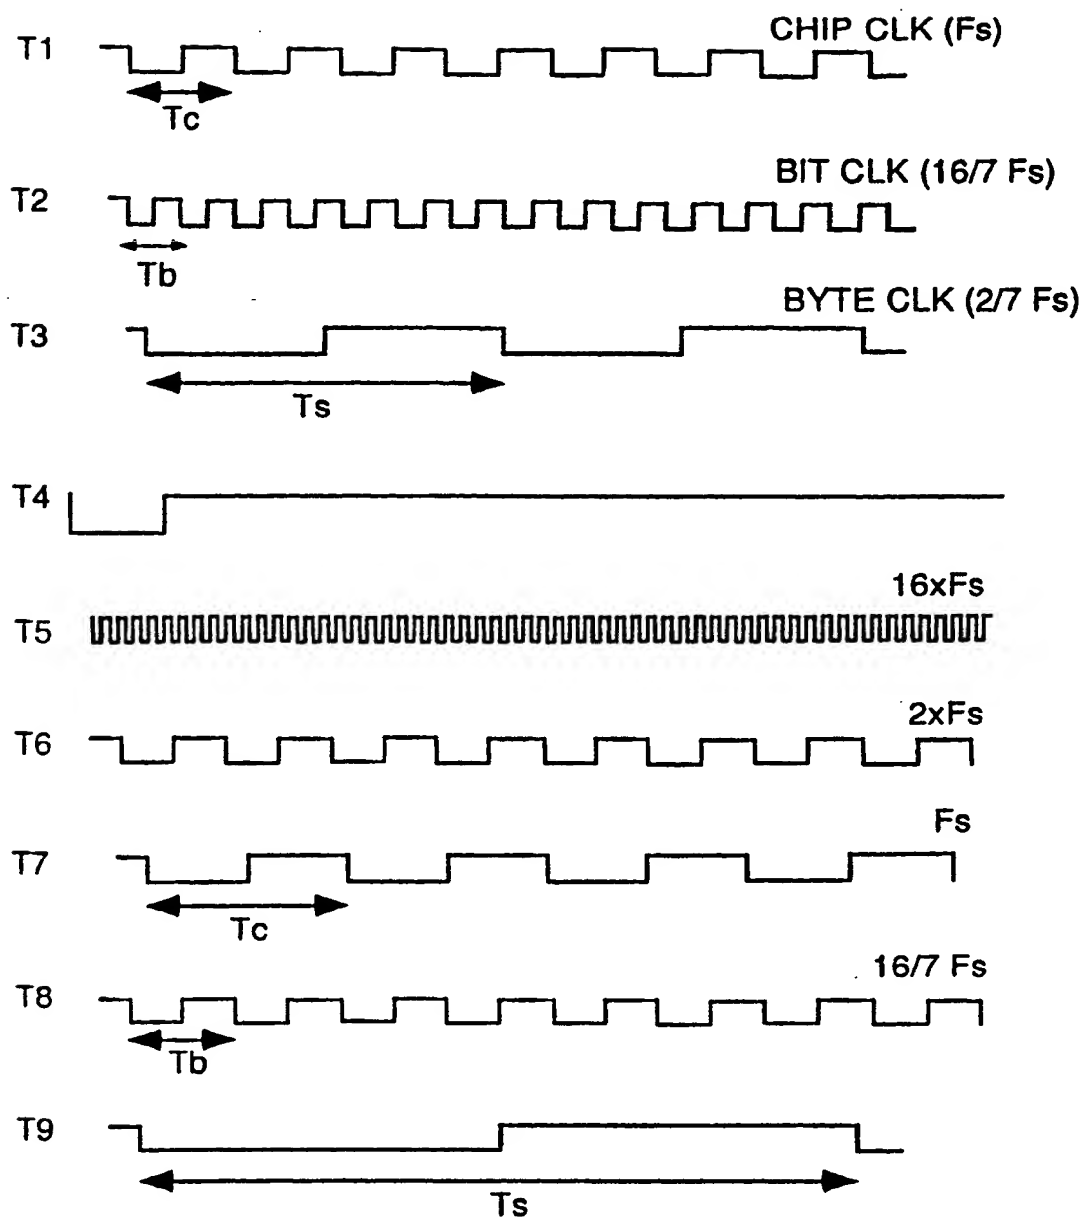 T1 CHIP CLK (Fs)
Tc
T2 BIT CLK (16/7 Fs)
Tb
T3 BYTE CLK (2/7 Fs)
Ts
T4
T5 16xFs
T6 2xFs
T7 Fs
Tc
T8 16/7 Fs
Tb
T9
Ts